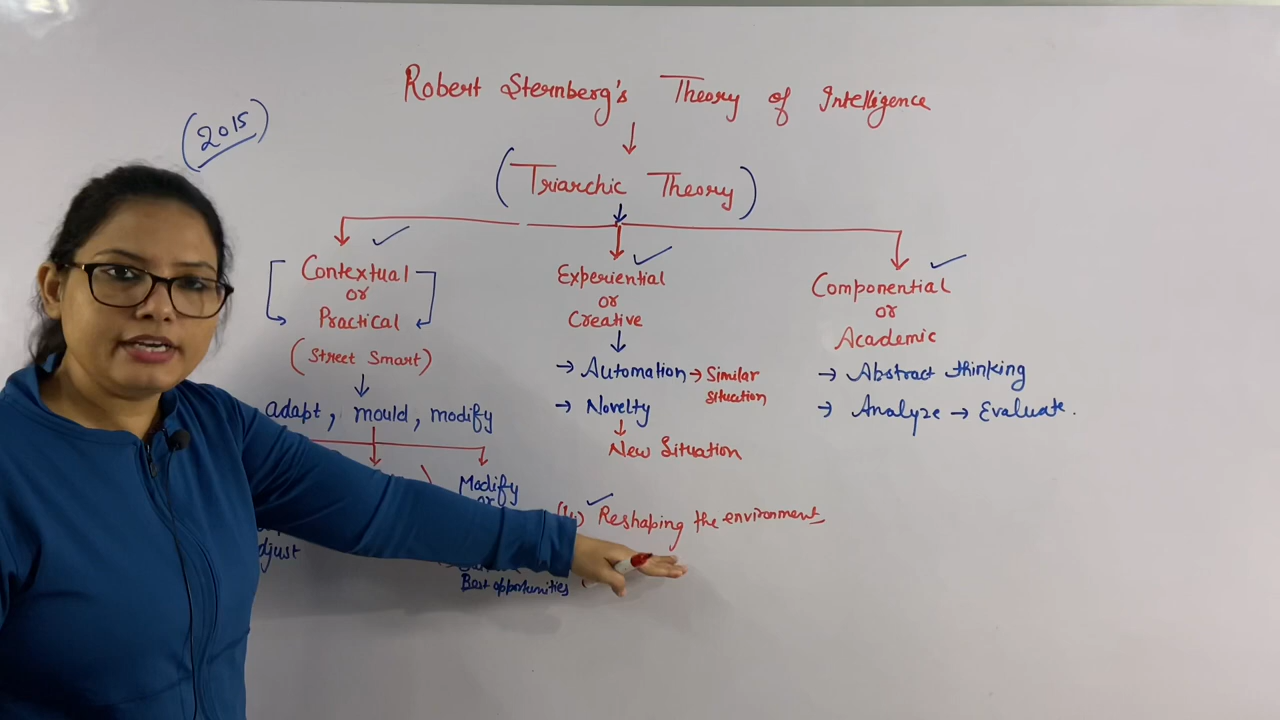 Robert Sternberg's Theory of Intelligence
(2015)
(Triarchic Theory)
Contextual
or
Practical
(Street Smart)
adapt, mould, modify
Modify
or
Best opportunities
djust
Experiential
or
Creative
→ Automation → Similar
Situation
→ Novelty
New Situation
Reshaping the environment
Componential
or
Academic
→ Abstract thinking
→ Analyze → Evaluate.